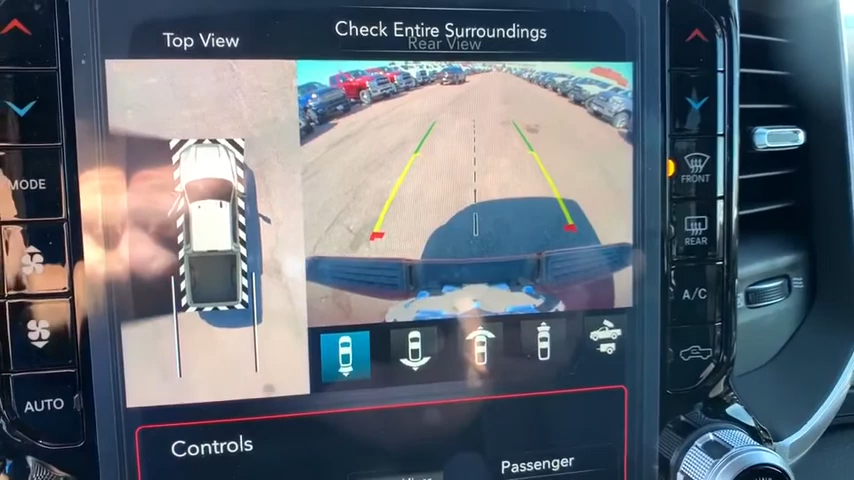 Check Entire Surroundings
Top View
Rear View
MODE
AUTO
FRONT
REAR
A/C
Controls
Passenger